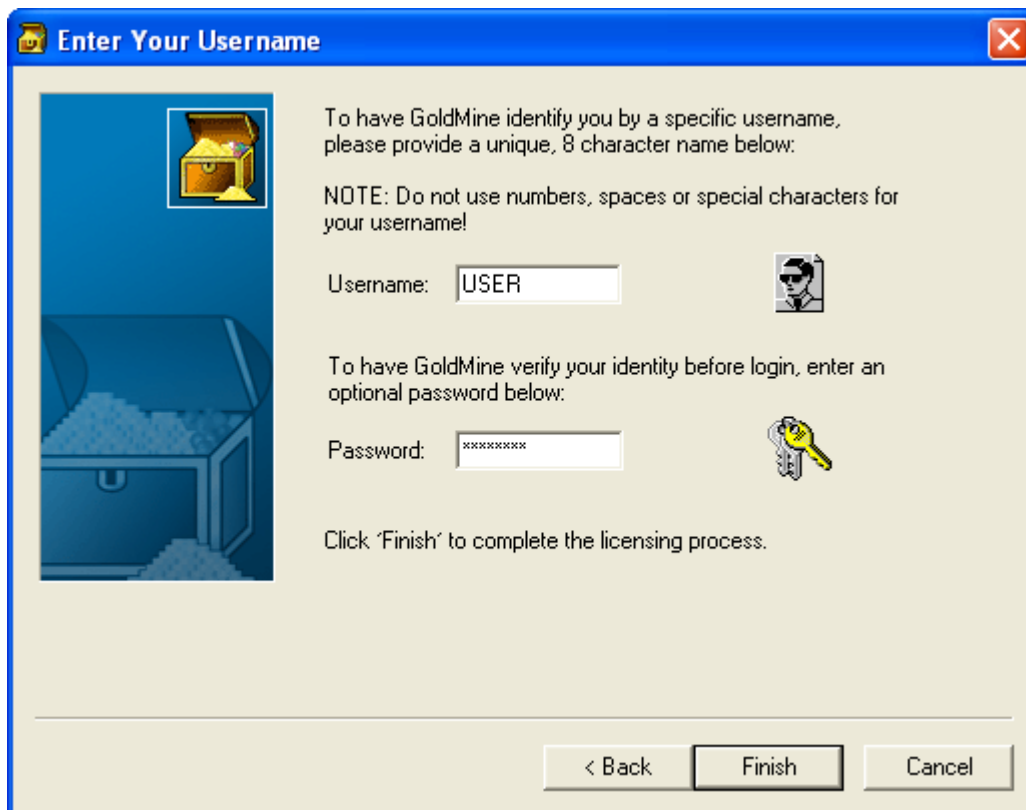 Enter Your Username
To have GoldMine identify you by a specific username,
please provide a unique, 8 character name below:
NOTE: Do not use numbers, spaces or special characters for
your username!
Username: USER
To have GoldMine verify your identity before login, enter an
optional password below:
Password: ********
Click 'Finish' to complete the licensing process.
< Back Finish Cancel